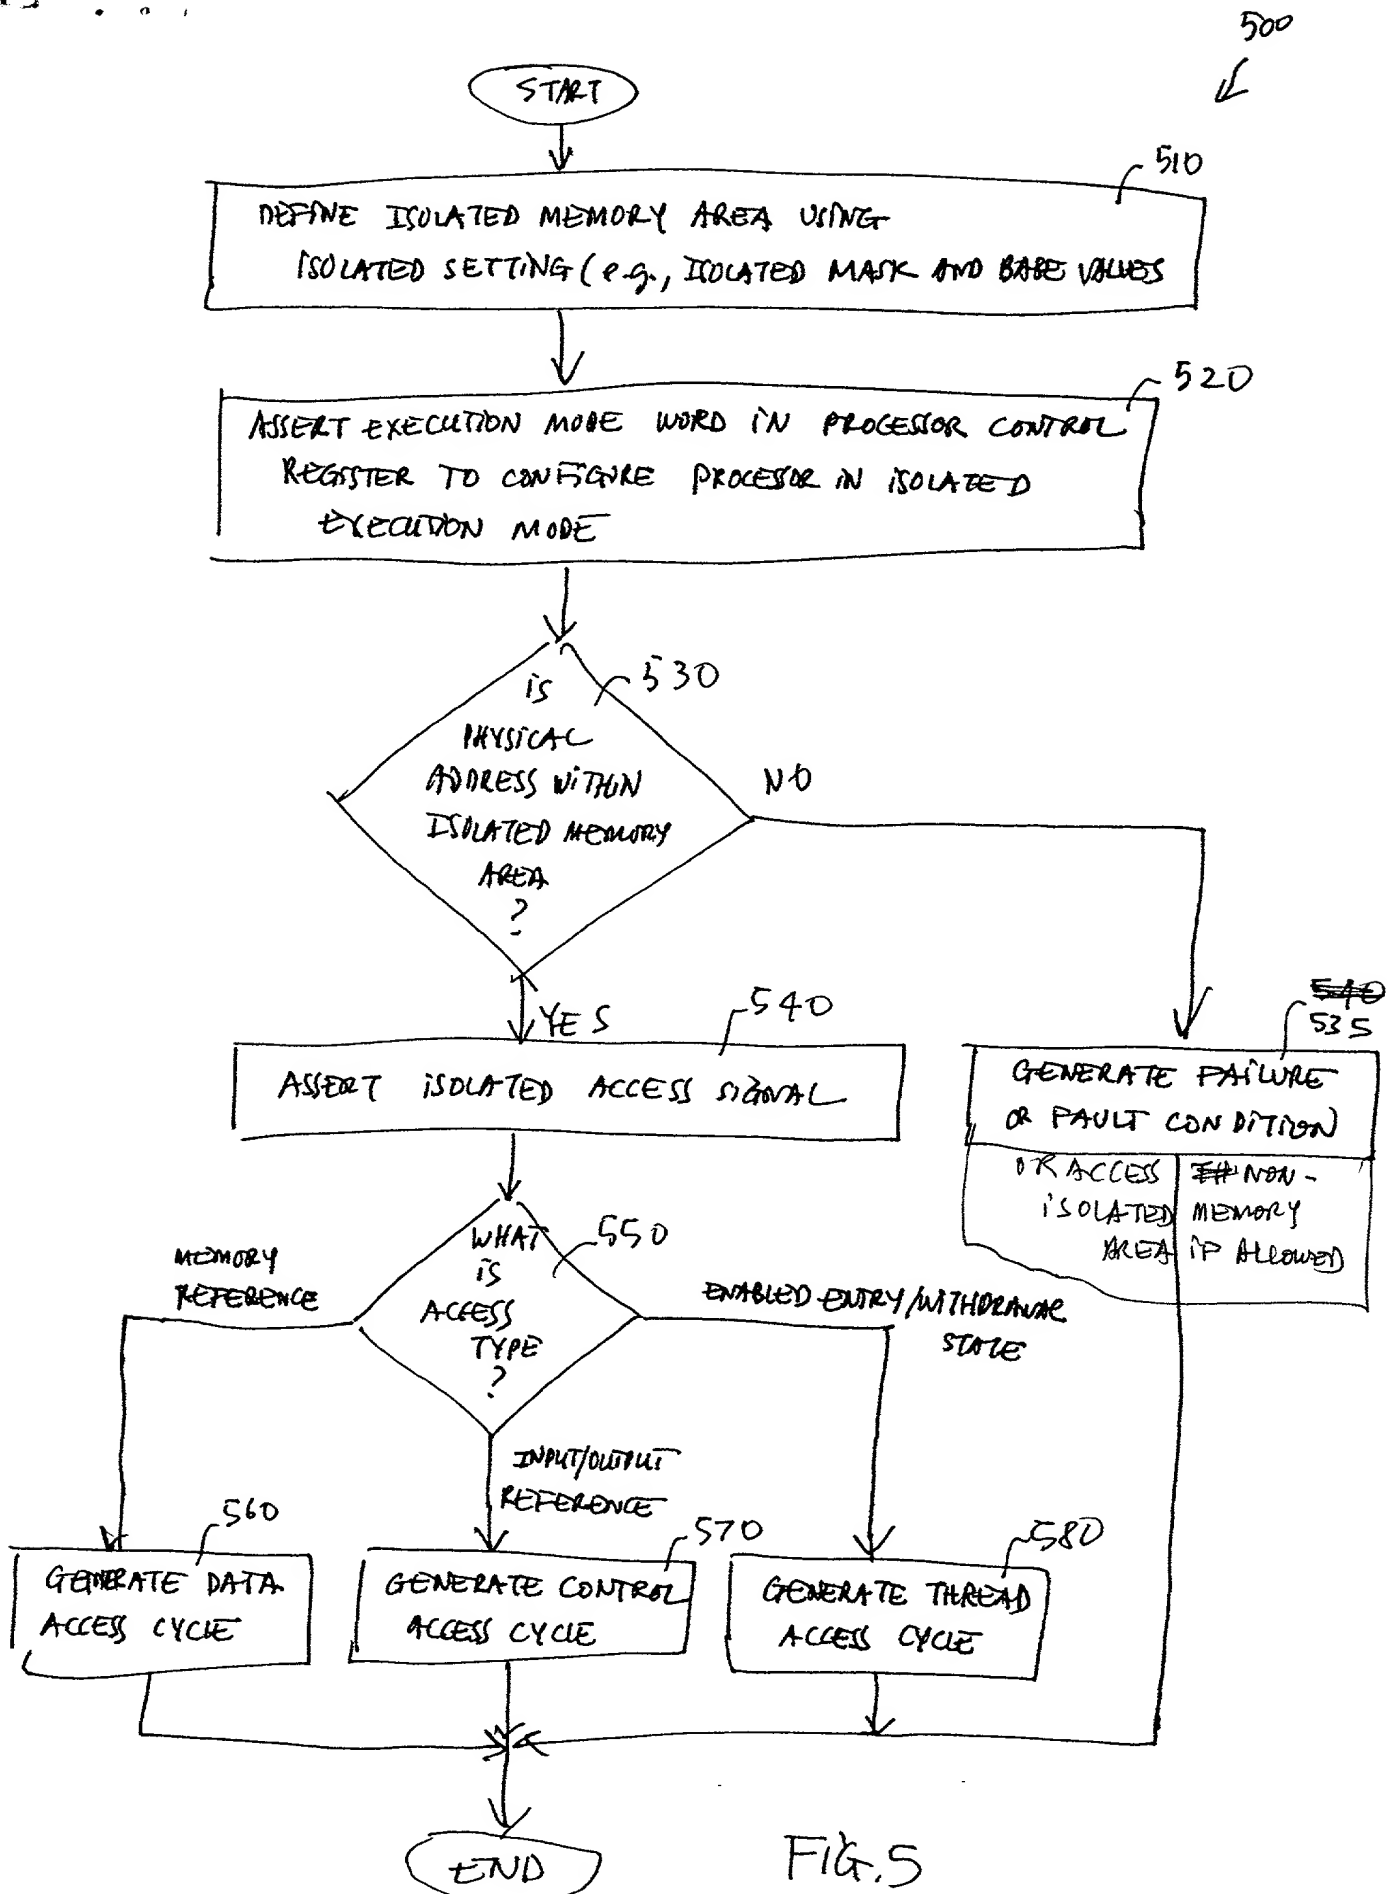 500
START
510
DEFINE ISOLATED MEMORY AREA USING
ISOLATED SETTING (e.g., ISOLATED MASK AND BASE VALUES
520
ASSERT EXECUTION MODE WORD IN PROCESSOR CONTROL
REGISTER TO CONFIGURE PROCESSOR IN ISOLATED
EXECUTION MODE
530
IS
PHYSICAL
ADDRESS WITHIN
ISOLATED MEMORY
AREA
?
NO
YES
540
ASSERT ISOLATED ACCESS SIGNAL
540
535
GENERATE FAILURE
OR FAULT CONDITION
OR ACCESS NON-
ISOLATED MEMORY
AREA IF ALLOWED
550
WHAT
IS
ACCESS
TYPE
?
MEMORY
REFERENCE
ENABLED ENTRY/WITHDRAWAL
STATE
INPUT/OUTPUT
REFERENCE
560
GENERATE DATA
ACCESS CYCLE
570
GENERATE CONTROL
ACCESS CYCLE
580
GENERATE THREAD
ACCESS CYCLE
END
FIG.5